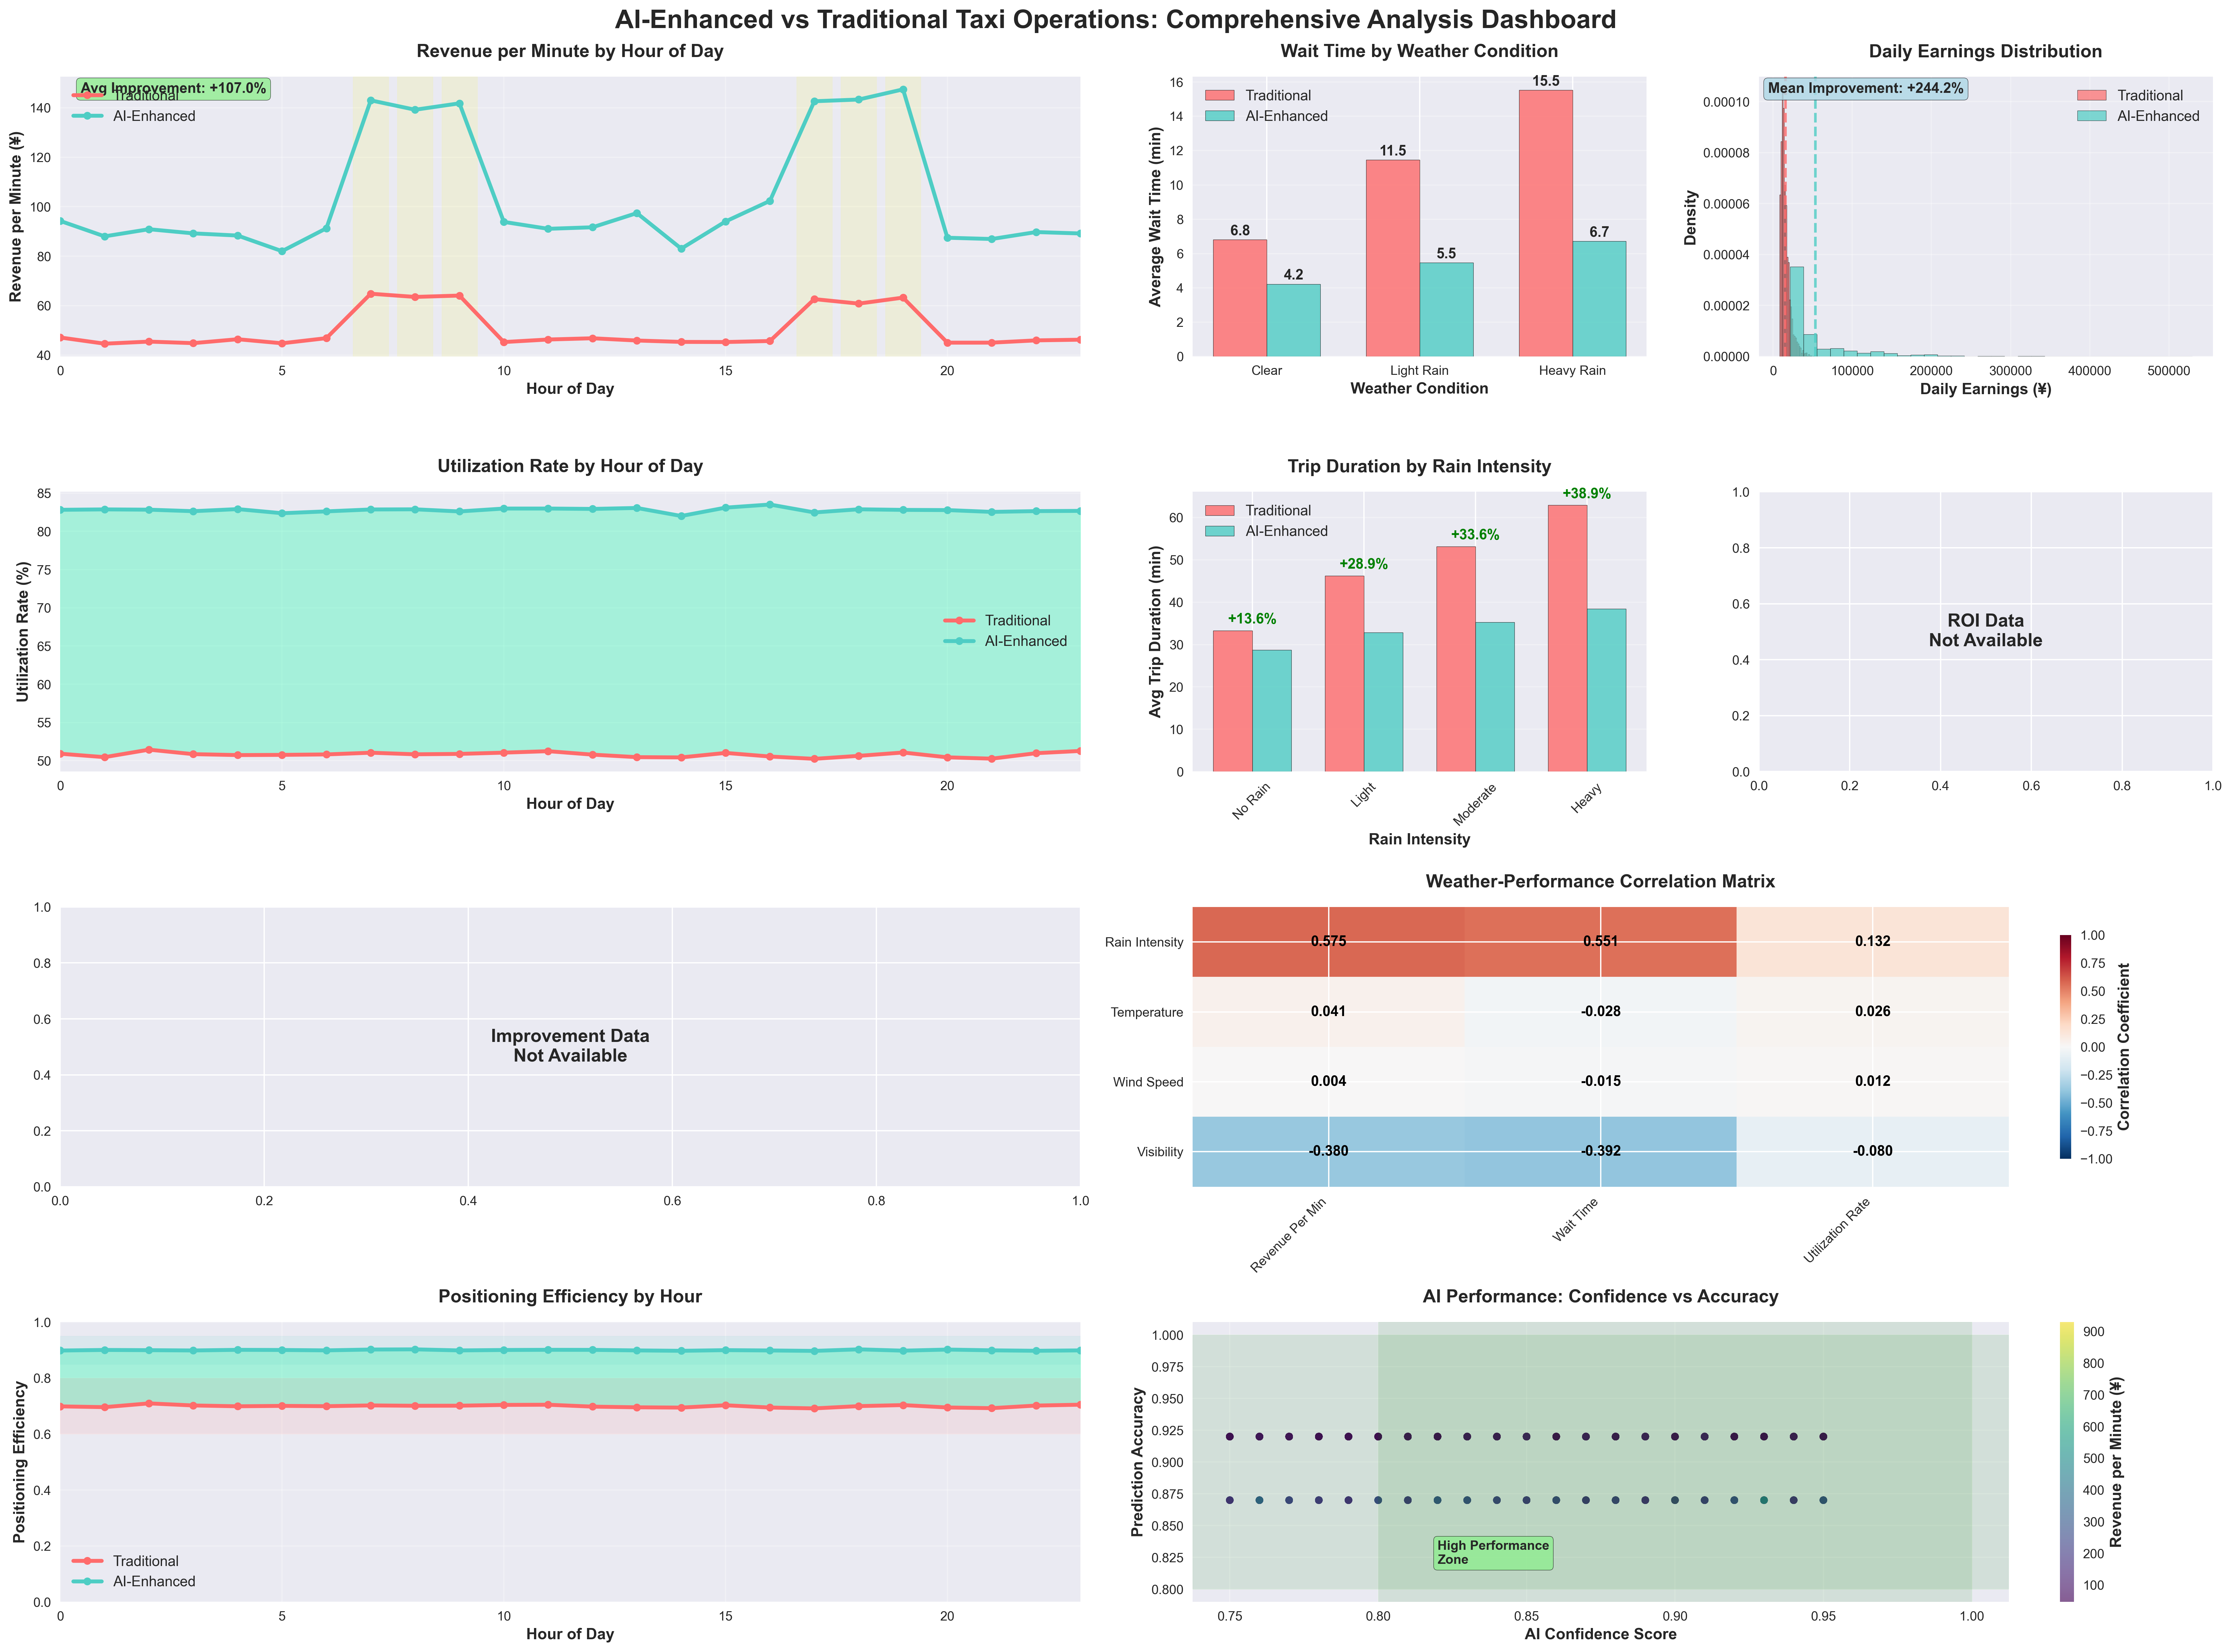 AI-Enhanced vs Traditional Taxi Operations: Comprehensive Analysis Dashboard
Revenue per Minute by Hour of Day
Avg Improvement: +107.0%
Traditional
AI-Enhanced
Revenue per Minute (¥)
140
120
100
80
60
40
0 5 10 15 20
Hour of Day
Wait Time by Weather Condition
Traditional
AI-Enhanced
Average Wait Time (min)
16
14
12
10
8
6
4
2
0
6.8 4.2 11.5 5.5 15.5 6.7
Clear Light Rain Heavy Rain
Weather Condition
Daily Earnings Distribution
Mean Improvement: +244.2%
Traditional
AI-Enhanced
Density
0.00010
0.00008
0.00006
0.00004
0.00002
0.00000
0 100000 200000 300000 400000 500000
Daily Earnings (¥)
Utilization Rate by Hour of Day
Utilization Rate (%)
85
80
75
70
65
60
55
50
Traditional
AI-Enhanced
0 5 10 15 20
Hour of Day
Trip Duration by Rain Intensity
Traditional
AI-Enhanced
Avg Trip Duration (min)
60
50
40
30
20
10
0
+13.6% +28.9% +33.6% +38.9%
No Rain Light Moderate Heavy
Rain Intensity
1.0
0.8
0.6
0.4
0.2
0.0
ROI Data
Not Available
0.0 0.2 0.4 0.6 0.8 1.0
1.0
0.8
0.6
0.4
0.2
0.0
Improvement Data
Not Available
0.0 0.2 0.4 0.6 0.8 1.0
Weather-Performance Correlation Matrix
Rain Intensity 0.575 0.551 0.132
Temperature 0.041 -0.028 0.026
Wind Speed 0.004 -0.015 0.012
Visibility -0.380 -0.392 -0.080
Revenue Per Min Wait Time Utilization Rate
1.00
0.75
0.50
0.25
0.00
−0.25
−0.50
−0.75
−1.00
Correlation Coefficient
Positioning Efficiency by Hour
Positioning Efficiency
1.0
0.8
0.6
0.4
0.2
0.0
Traditional
AI-Enhanced
0 5 10 15 20
Hour of Day
AI Performance: Confidence vs Accuracy
Prediction Accuracy
1.000
0.975
0.950
0.925
0.900
0.875
0.850
0.825
0.800
High Performance
Zone
0.75 0.80 0.85 0.90 0.95 1.00
AI Confidence Score
900
800
700
600
500
400
300
200
100
Revenue per Minute (¥)